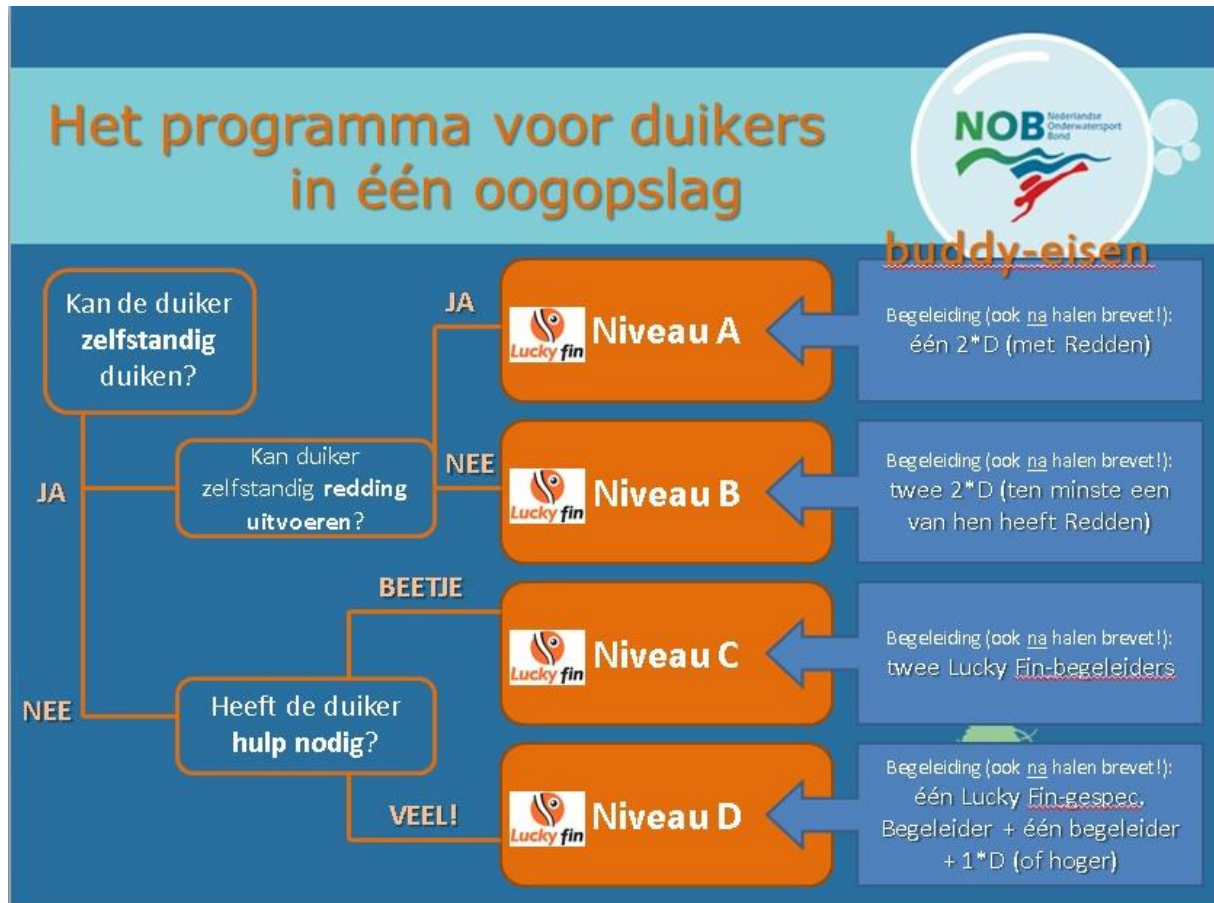 Het programma voor duikers
in één oogopslag
NOB Nederlandse
Onderwatersport
Bond
buddy-eisen
Kan de duiker
zelfstandig
duiken?
JA
NEE
Kan duiker
zelfstandig redding
uitvoeren?
JA
NEE
Heeft de duiker
hulp nodig?
BEETJE
VEEL!
Lucky fin
Niveau A
Begeleiding (ook na halen brevet!):
één 2*D (met Redden)
Lucky fin
Niveau B
Begeleiding (ook na halen brevet!):
twee 2*D (ten minste een
van hen heeft Redden)
Lucky fin
Niveau C
Begeleiding (ook na halen brevet!):
twee Lucky Fin-begeleiders
Lucky fin
Niveau D
Begeleiding (ook na halen brevet!):
één Lucky Fin-gespec.
Begeleider + één begeleider
+ 1*D (of hoger)